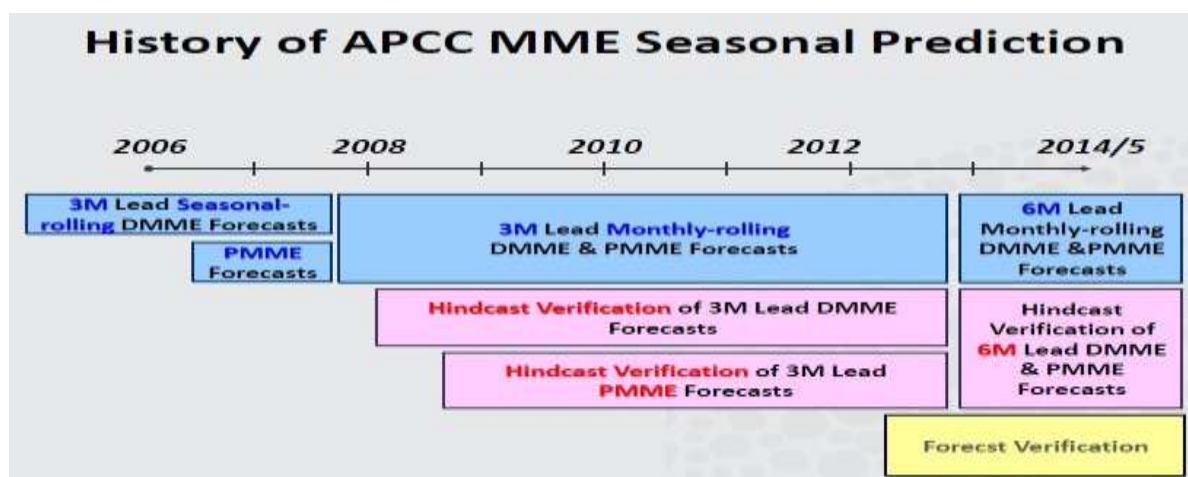 History of APCC MME Seasonal Prediction
2006 2008 2010 2012 2014/5
3M Lead Seasonal-
rolling DMME Forecasts
PMME
Forecasts
3M Lead Monthly-rolling
DMME & PMME Forecasts
6M Lead
Monthly-rolling
DMME &PMME
Forecasts
Hindcast Verification of 3M Lead DMME
Forecasts
Hindcast Verification of 3M Lead
PMME Forecasts
Hindcast
Verification of
6M Lead DMME
& PMME
Forecasts
Forecst Verification